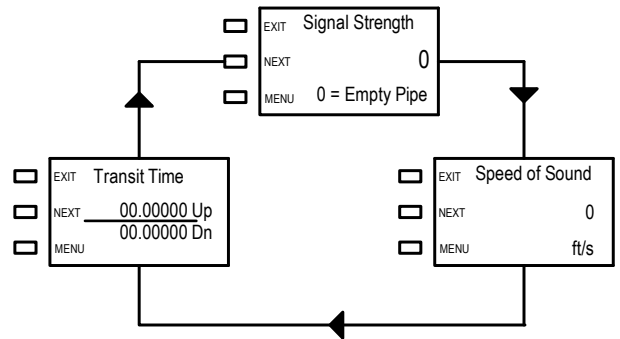 EXIT Signal Strength
NEXT 0
MENU 0 = Empty Pipe
EXIT Transit Time
NEXT 00.00000 Up
00.00000 Dn
MENU
EXIT Speed of Sound
NEXT 0
MENU ft/s